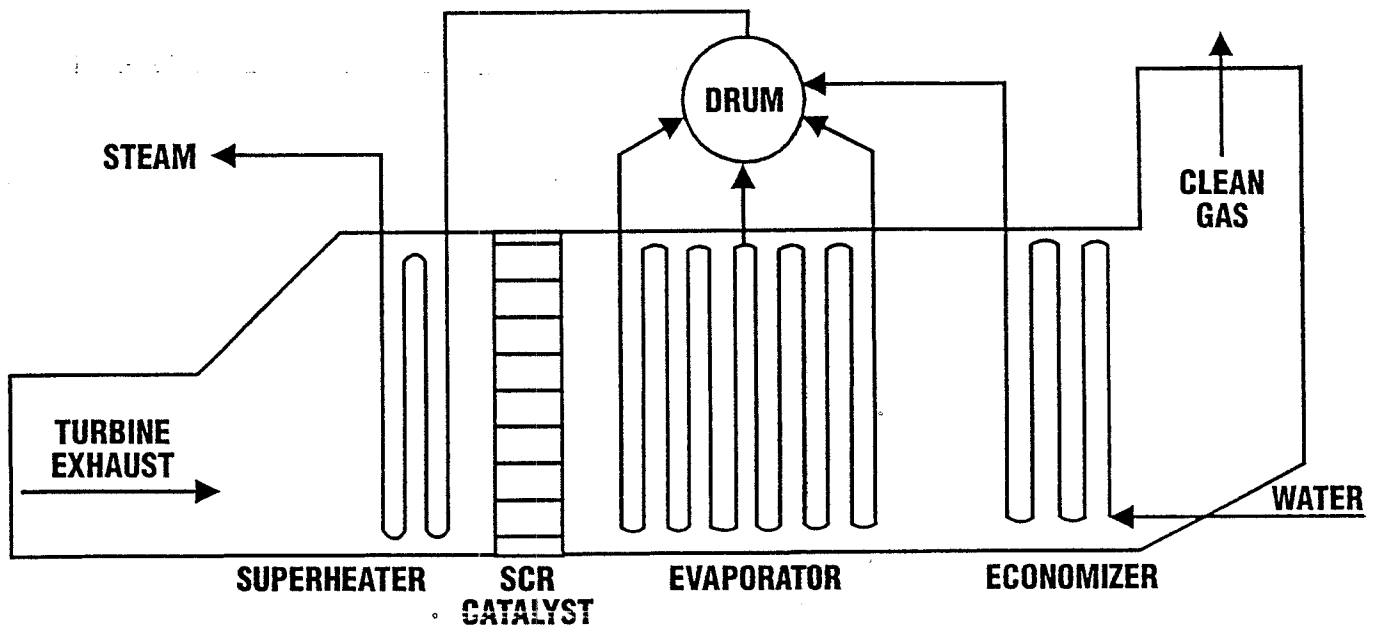 DRUM
STEAM
CLEAN
GAS
TURBINE
EXHAUST
WATER
SUPERHEATER
SCR
CATALYST
EVAPORATOR
ECONOMIZER